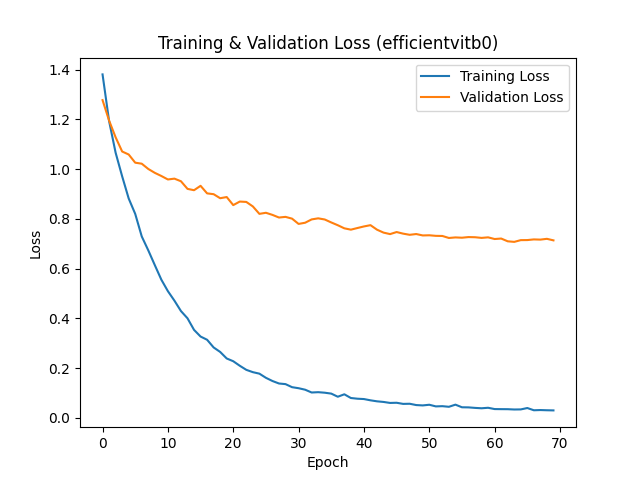 Training & Validation Loss (efficientvitb0)
Training Loss
Validation Loss
1.4
1.2
1.0
0.8
0.6
0.4
0.2
0.0
Loss
0 10 20 30 40 50 60 70
Epoch